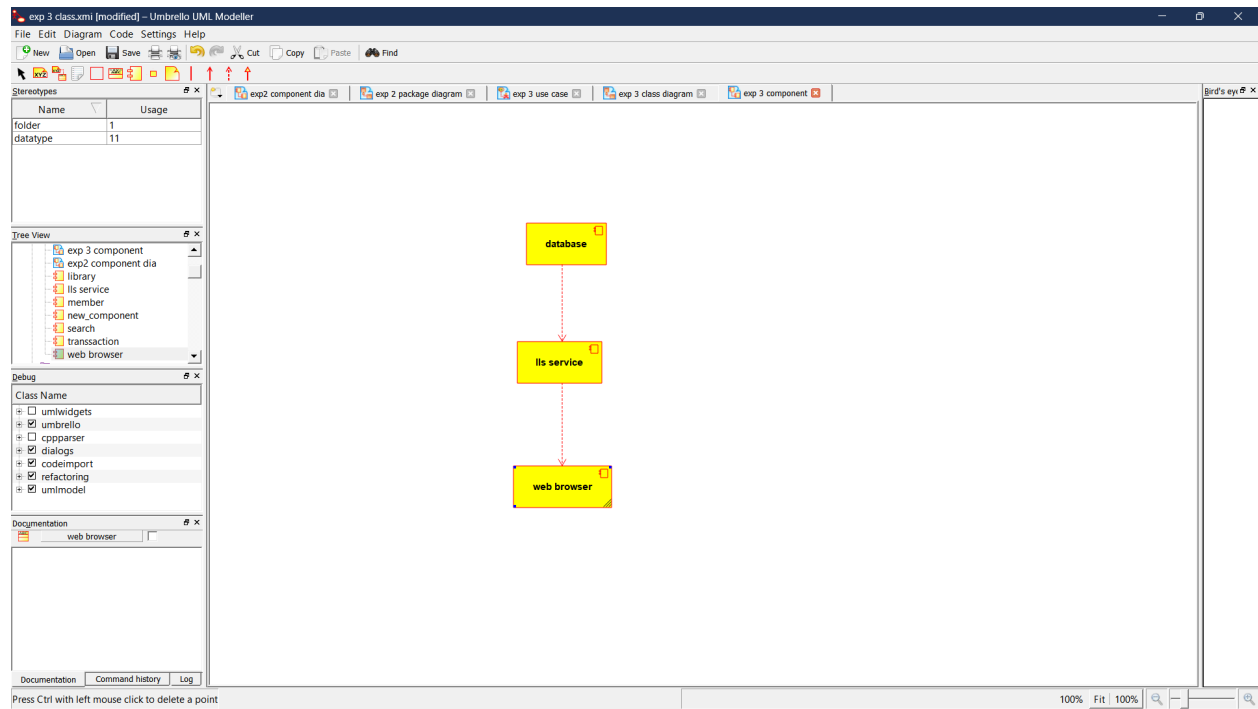 exp 3 class.xmi [modified] – Umbrello UML Modeller
File Edit Diagram Code Settings Help
New Open Save Cut Copy Paste Find
XYZ
Stereotypes
exp2 component dia exp 2 package diagram exp 3 use case exp 3 class diagram exp 3 component
Bird's eye
Name Usage
folder 1
datatype 11
Tree View
exp 3 component
exp2 component dia
library
lls service
member
new_component
search
transsaction
web browser
Debug
Class Name
umlwidgets
umbrello
cppparser
dialogs
codeimport
refactoring
umlmodel
Documentation
web browser
database
lls service
web browser
Documentation Command history Log
Press Ctrl with left mouse click to delete a point
100% Fit 100%